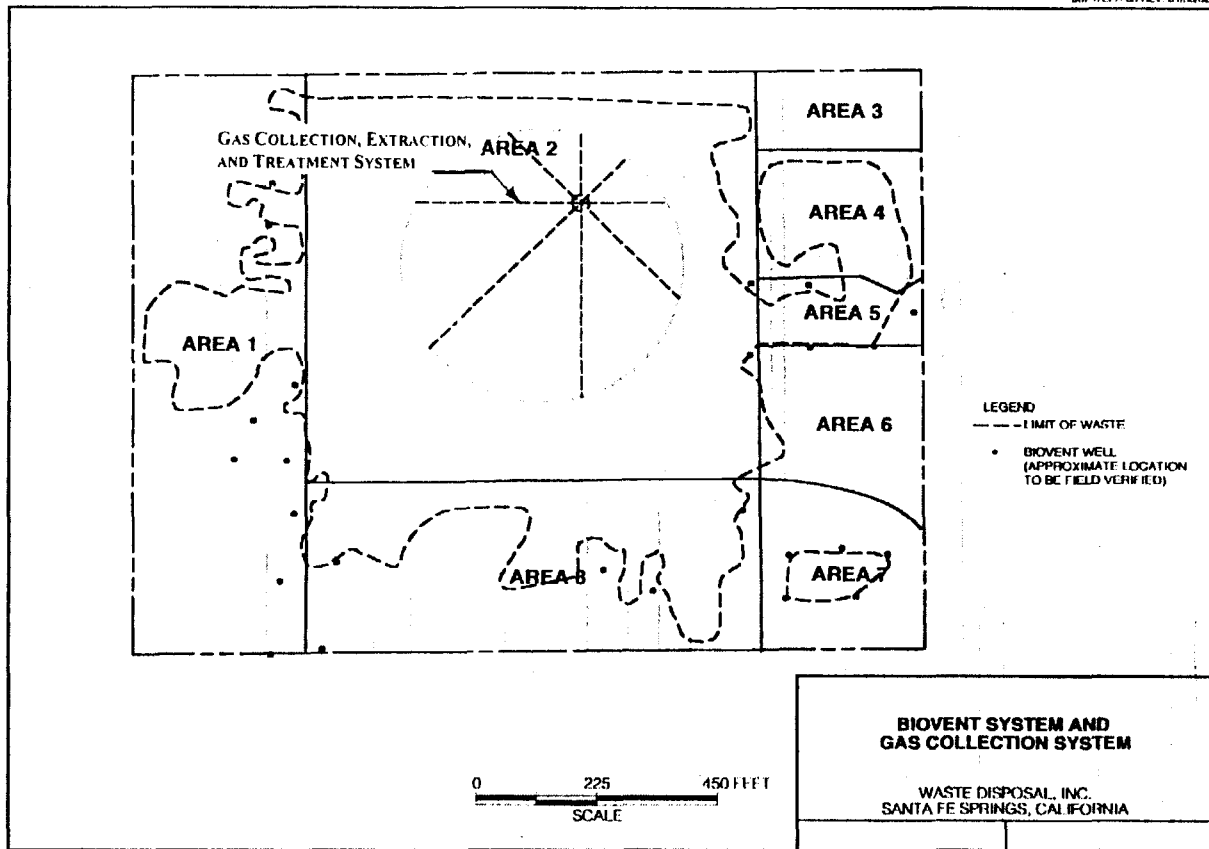 AREA 3
GAS COLLECTION, EXTRACTION,
AND TREATMENT SYSTEM
AREA 2
AREA 4
AREA 5
AREA 1
AREA 6
LEGEND
LIMIT OF WASTE
BIOVENT WELL
(APPROXIMATE LOCATION
TO BE FIELD VERIFIED)
AREA 8
AREA 7
BIOVENT SYSTEM AND
GAS COLLECTION SYSTEM
WASTE DISPOSAL, INC.
SANTA FE SPRINGS, CALIFORNIA
0 225 450 FEET
SCALE